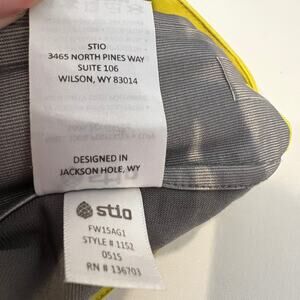 STIO
3465 NORTH PINES WAY
SUITE 106
WILSON, WY 83014
DESIGNED IN
JACKSON HOLE, WY
stio
FW15AG1
STYLE # 1152
0515
RN # 136703